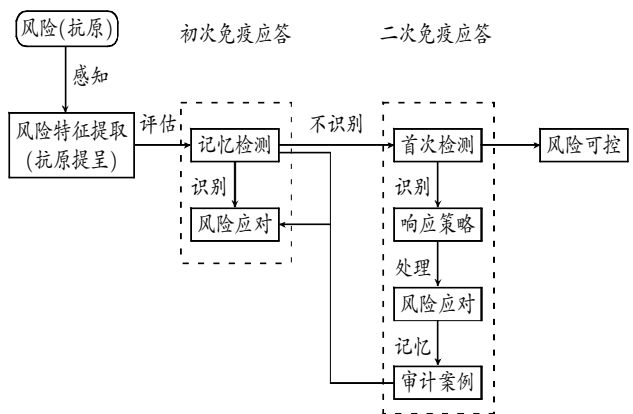 风险(抗原)
初次免疫应答
二次免疫应答
感知
风险特征提取
(抗原提呈)
评估
记忆检测
不识别
首次检测
风险可控
识别
识别
风险应对
响应策略
处理
风险应对
记忆
审计案例